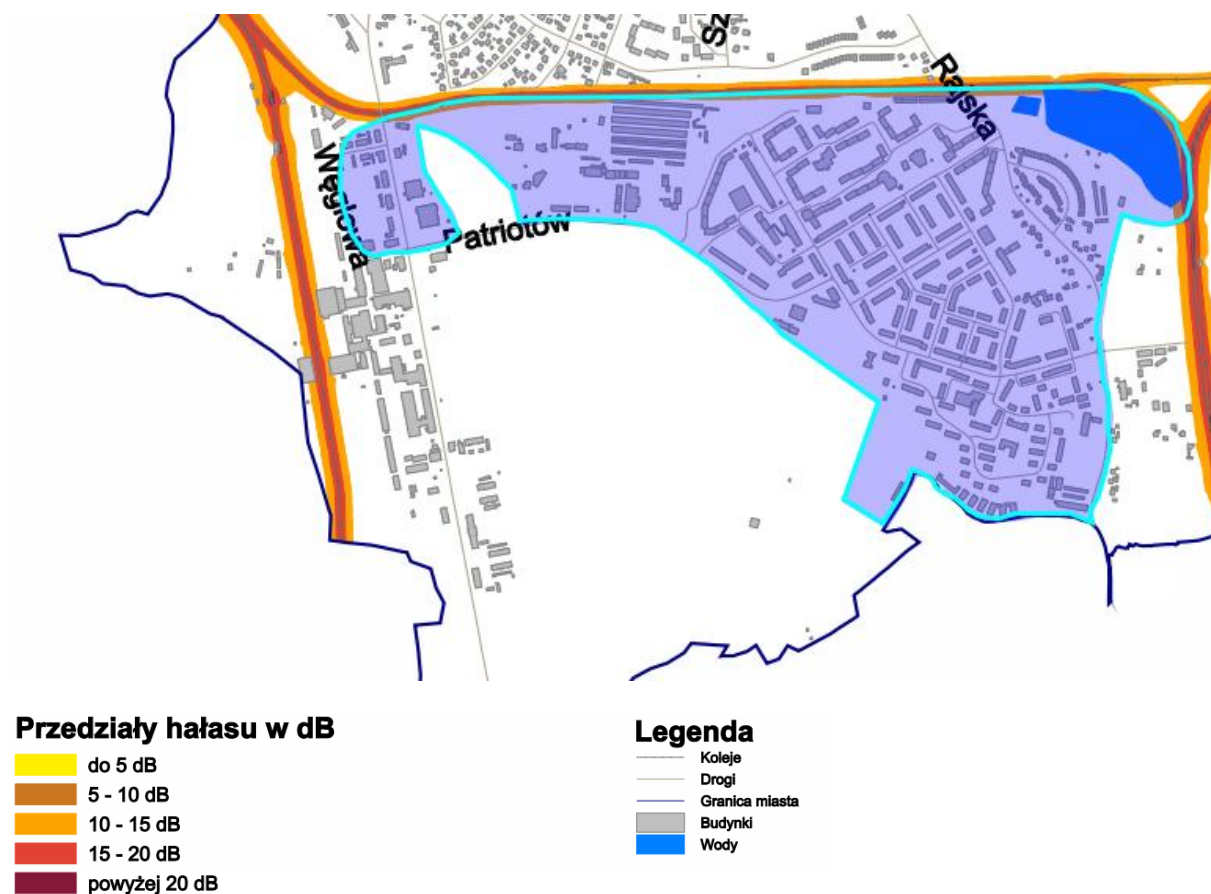 Sz
Rajska
Węglowa
Patriotów
Przedziały hałasu w dB
do 5 dB
5 - 10 dB
10 - 15 dB
15 - 20 dB
powyżej 20 dB
Legenda
Koleje
Drogi
Granica miasta
Budynki
Wody